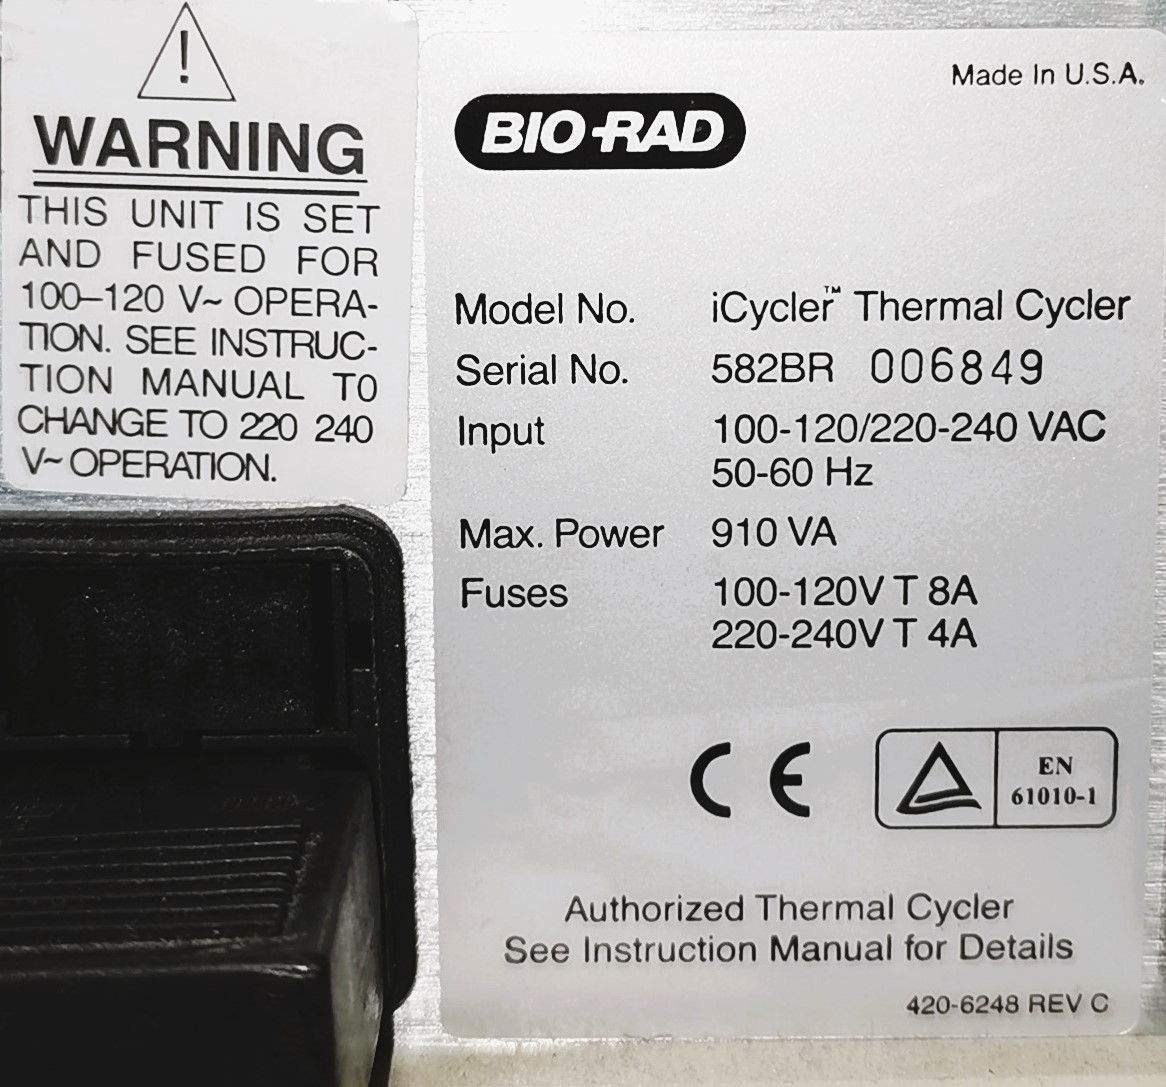 !
WARNING
THIS UNIT IS SET
AND FUSED FOR
100–120 V~ OPERA-
TION. SEE INSTRUC-
TION MANUAL TO
CHANGE TO 220 240
V~ OPERATION.
Made In U.S.A.
BIO-RAD
Model No. iCycler™ Thermal Cycler
Serial No. 582BR 006849
Input 100-120/220-240 VAC
50-60 Hz
Max. Power 910 VA
Fuses 100-120V T 8A
220-240V T 4A
CE
EN
61010-1
Authorized Thermal Cycler
See Instruction Manual for Details
420-6248 REV C